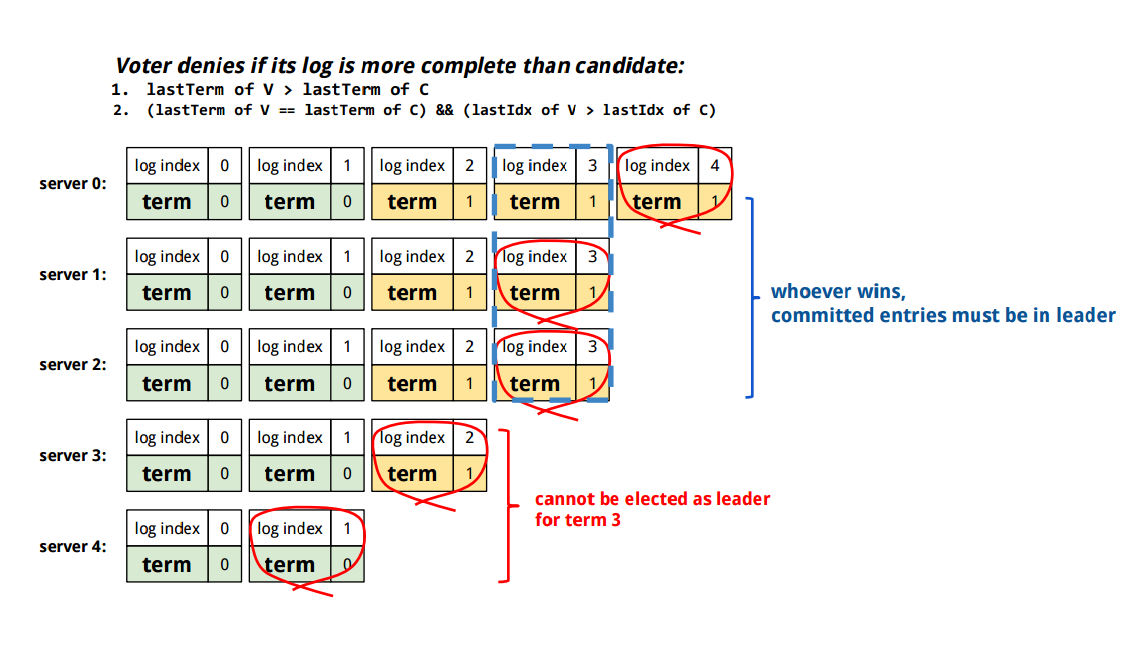 Voter denies if its log is more complete than candidate:
1. lastTerm of V > lastTerm of C
2. (lastTerm of V == lastTerm of C) && (lastIdx of V > lastIdx of C)
server 0:
log index 0 log index 1 log index 2 log index 3 log index 4
term 0 term 0 term 1 term 1 term 1
server 1:
log index 0 log index 1 log index 2 log index 3
term 0 term 0 term 1 term 1
whoever wins,
committed entries must be in leader
server 2:
log index 0 log index 1 log index 2 log index 3
term 0 term 0 term 1 term 1
server 3:
log index 0 log index 1 log index 2
term 0 term 0 term 1
cannot be elected as leader
for term 3
server 4:
log index 0 log index 1
term 0 term 0